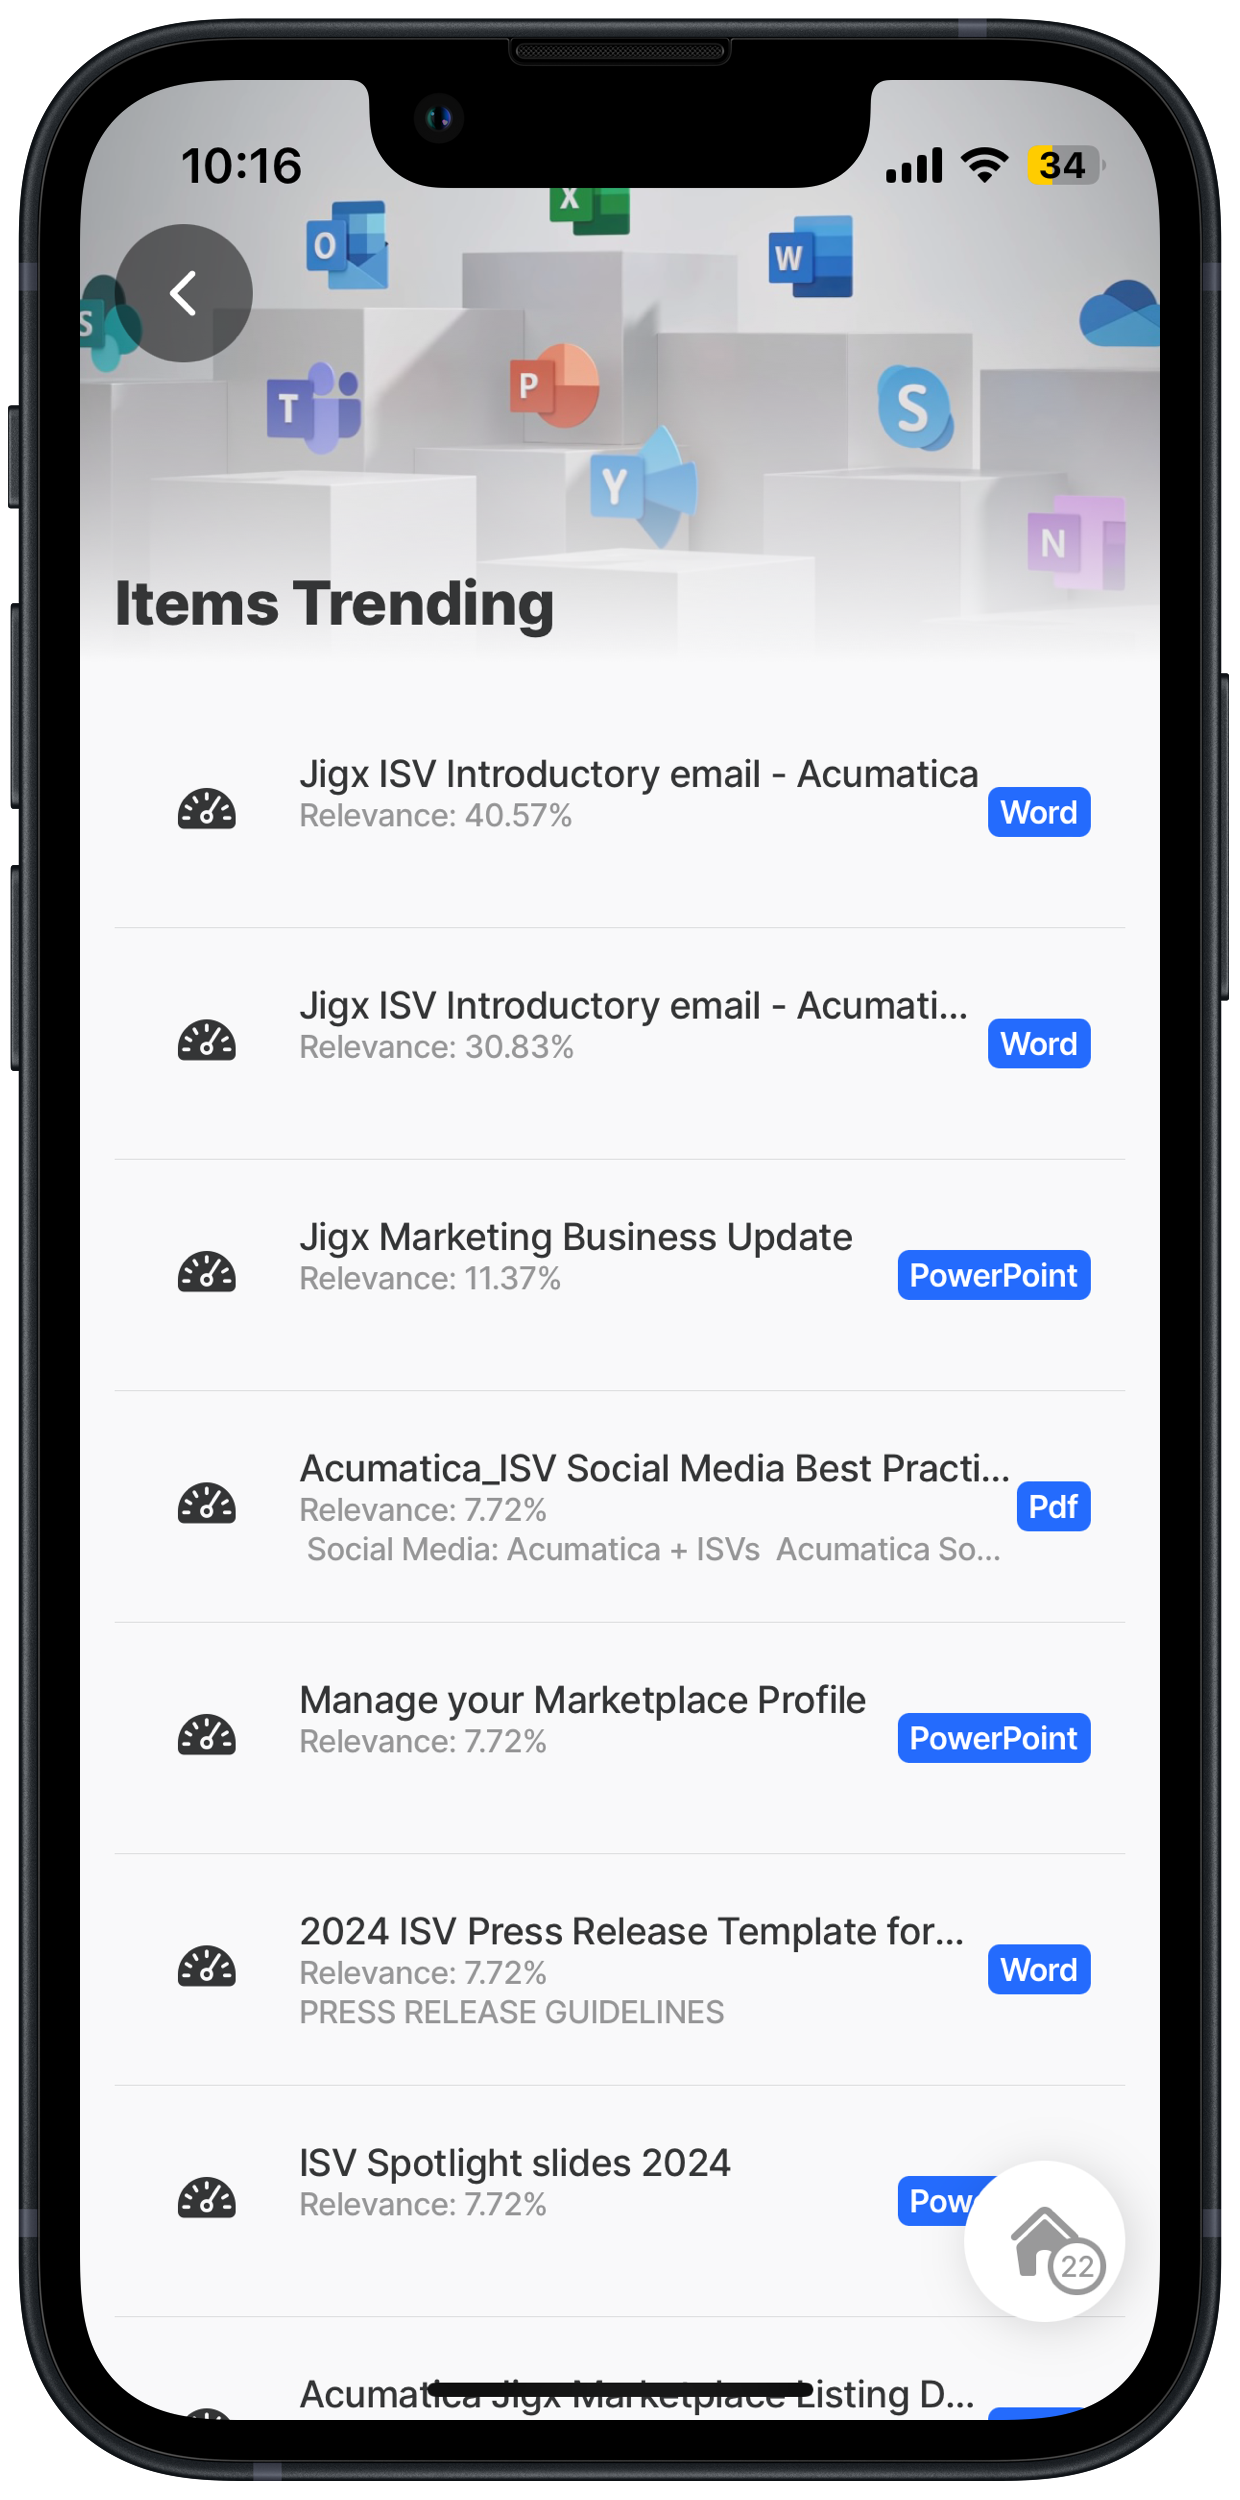 10:16
34
X
O
W
S
T
P
S
Y
N
Items Trending
Jigx ISV Introductory email - Acumatica
Relevance: 40.57%
Word
Jigx ISV Introductory email - Acumati...
Relevance: 30.83%
Word
Jigx Marketing Business Update
Relevance: 11.37%
PowerPoint
Acumatica_ISV Social Media Best Practi...
Relevance: 7.72%
Social Media: Acumatica + ISVs  Acumatica So...
Pdf
Manage your Marketplace Profile
Relevance: 7.72%
PowerPoint
2024 ISV Press Release Template for...
Relevance: 7.72%
PRESS RELEASE GUIDELINES
Word
ISV Spotlight slides 2024
Relevance: 7.72%
Powe
22
Acumatica Jigx Marketplace Listing D...